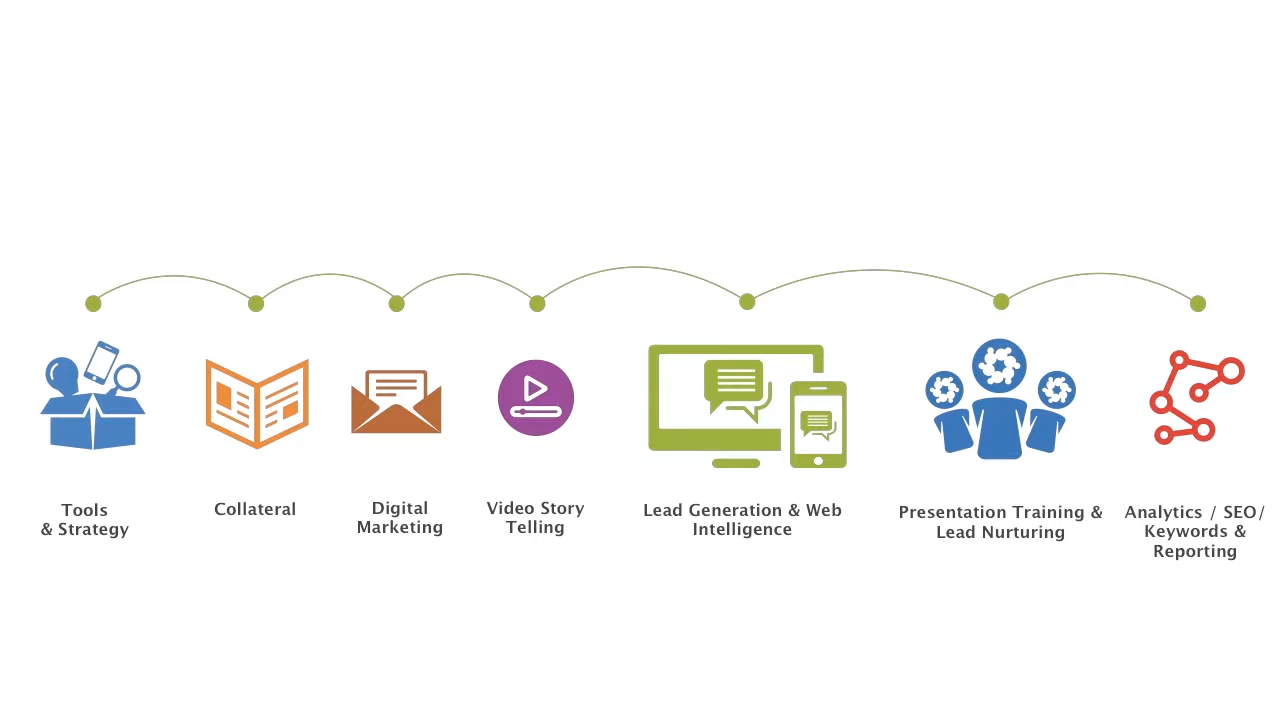 Tools
& Strategy
Collateral
Digital
Marketing
Video Story
Telling
Lead Generation & Web
Intelligence
Presentation Training &
Lead Nurturing
Analytics / SEO/
Keywords &
Reporting